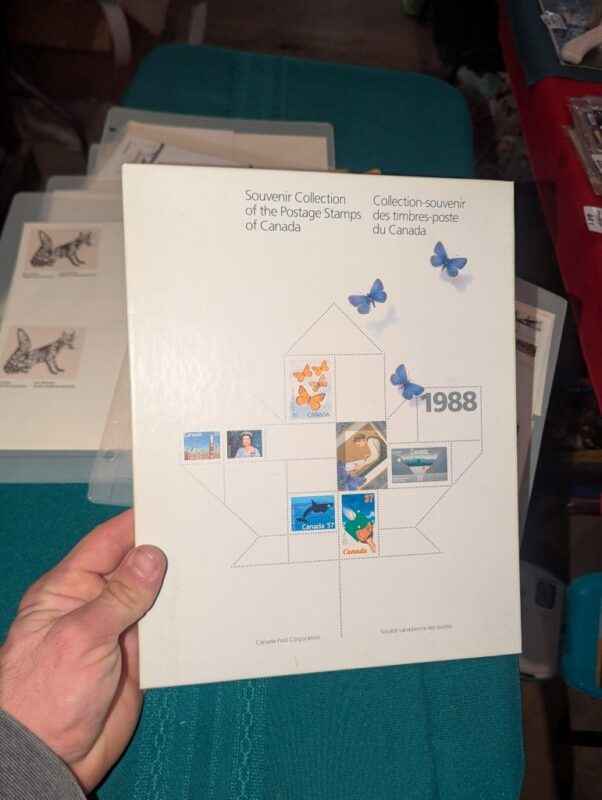 Souvenir Collection
of the Postage Stamps
of Canada
Collection-souvenir
des timbres-poste
du Canada
1988
CANADA
Canada 37
37
Canada
Canada Post Corporation
Société canadienne des postes